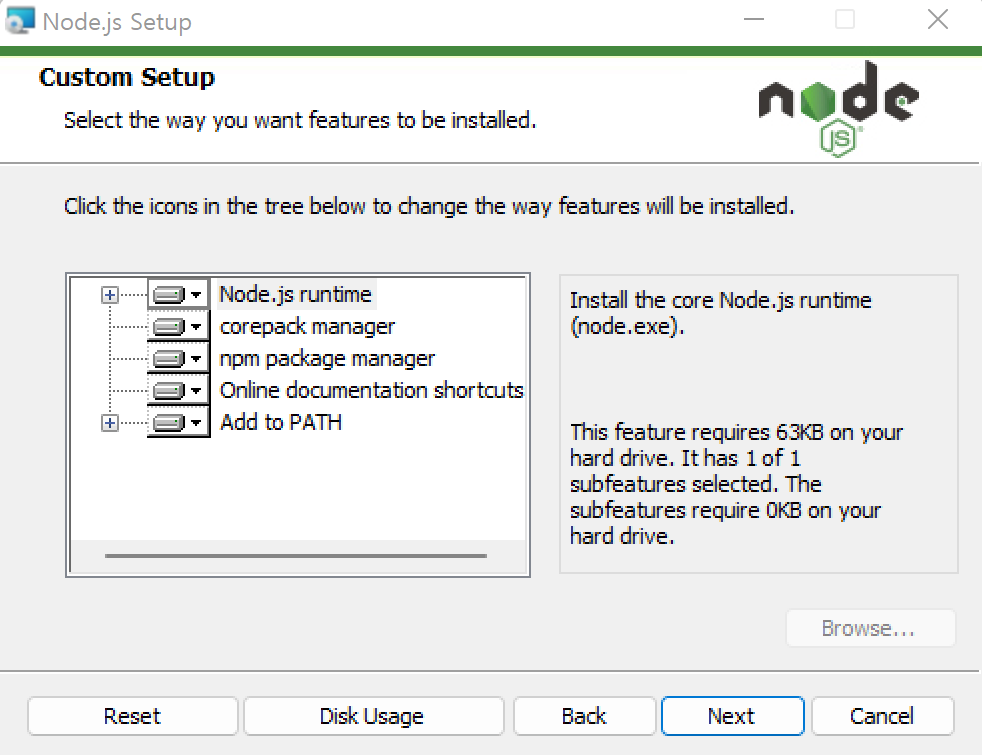 Node.js Setup
Custom Setup
Select the way you want features to be installed.
node
JS
Click the icons in the tree below to change the way features will be installed.
Node.js runtime
corepack manager
npm package manager
Online documentation shortcuts
Add to PATH
Install the core Node.js runtime
(node.exe).
This feature requires 63KB on your
hard drive. It has 1 of 1
subfeatures selected. The
subfeatures require 0KB on your
hard drive.
Browse...
Reset
Disk Usage
Back
Next
Cancel